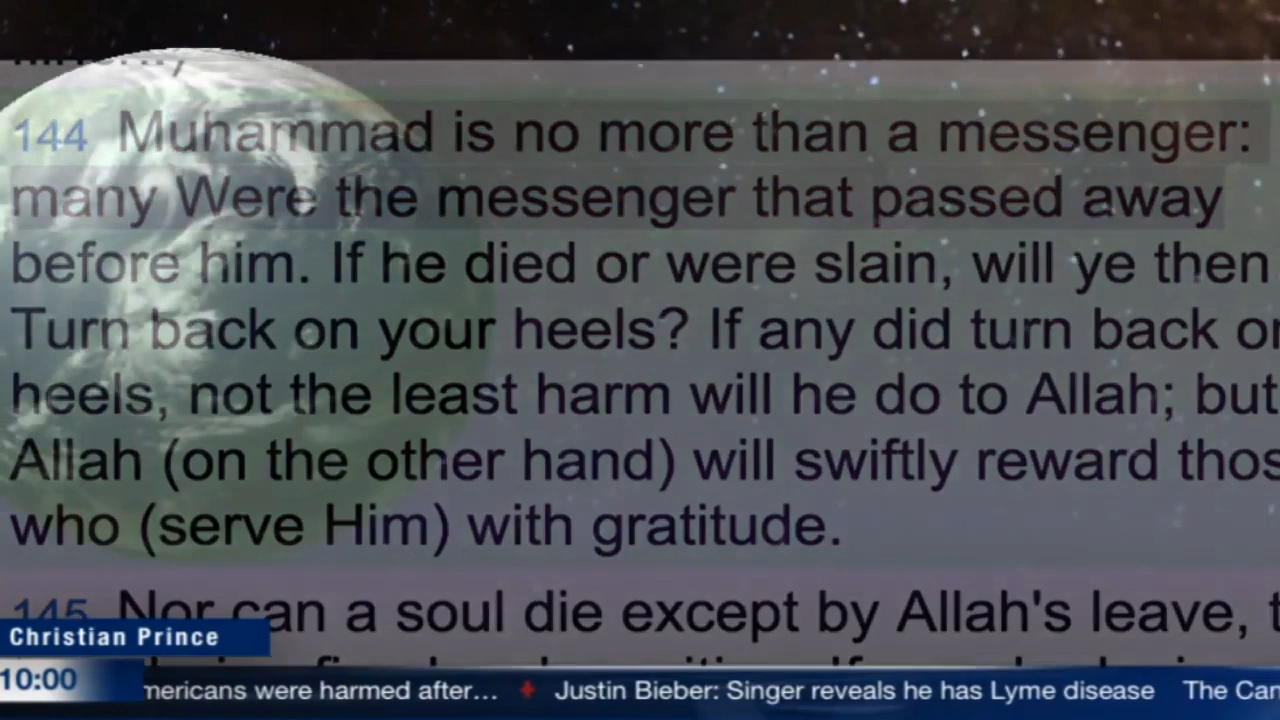 144 Muhammad is no more than a messenger:
many Were the messenger that passed away
before him. If he died or were slain, will ye then
Turn back on your heels? If any did turn back
heels, not the least harm will he do to Allah; but
Allah (on the other hand) will swiftly reward
who (serve Him) with gratitude.
145 Nor can a soul die except by Allah's leave,
Christian Prince
10:00 mericans were harmed after... Justin Bieber: Singer reveals he has Lyme disease The